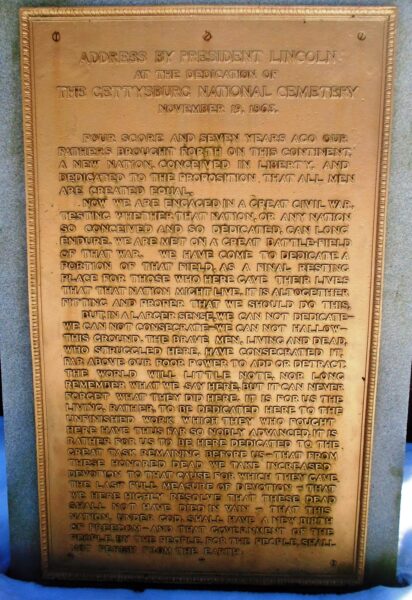 ADDRESS BY PRESIDENT LINCOLN
AT THE DEDICATION OF
THE GETTYSBURG NATIONAL CEMETERY
NOVEMBER 19, 1863.
FOUR SCORE AND SEVEN YEARS AGO OUR
FATHERS BROUGHT FORTH ON THIS CONTINENT,
A NEW NATION, CONCEIVED IN LIBERTY, AND
DEDICATED TO THE PROPOSITION, THAT ALL MEN
ARE CREATED EQUAL.
NOW WE ARE ENGAGED IN A GREAT CIVIL WAR,
TESTING WHETHER THAT NATION, OR ANY NATION
SO CONCEIVED AND SO DEDICATED, CAN LONG
ENDURE. WE ARE MET ON A GREAT BATTLE-FIELD
OF THAT WAR. WE HAVE COME TO DEDICATE A
PORTION OF THAT FIELD, AS A FINAL RESTING
PLACE FOR THOSE WHO HERE GAVE THEIR LIVES
THAT THAT NATION MIGHT LIVE. IT IS ALTOGETHER
FITTING AND PROPER THAT WE SHOULD DO THIS.
BUT, IN A LARGER SENSE, WE CAN NOT DEDICATE—
WE CAN NOT CONSECRATE—WE CAN NOT HALLOW—
THIS GROUND. THE BRAVE MEN, LIVING AND DEAD,
WHO STRUGGLED HERE, HAVE CONSECRATED IT,
FAR ABOVE OUR POOR POWER TO ADD OR DETRACT.
THE WORLD WILL LITTLE NOTE, NOR LONG
REMEMBER WHAT WE SAY HERE, BUT IT CAN NEVER
FORGET WHAT THEY DID HERE. IT IS FOR US THE
LIVING, RATHER, TO BE DEDICATED HERE TO THE
UNFINISHED WORK WHICH THEY WHO FOUGHT
HERE HAVE THUS FAR SO NOBLY ADVANCED. IT IS
RATHER FOR US TO BE HERE DEDICATED TO THE
GREAT TASK REMAINING BEFORE US—THAT FROM
THESE HONORED DEAD WE TAKE INCREASED
DEVOTION TO THAT CAUSE FOR WHICH THEY GAVE
THE LAST FULL MEASURE OF DEVOTION — THAT
WE HERE HIGHLY RESOLVE THAT THESE DEAD
SHALL NOT HAVE DIED IN VAIN — THAT THIS
NATION, UNDER GOD, SHALL HAVE A NEW BIRTH
OF FREEDOM—AND THAT GOVERNMENT OF THE
PEOPLE, BY THE PEOPLE, FOR THE PEOPLE, SHALL
NOT PERISH FROM THE EARTH.